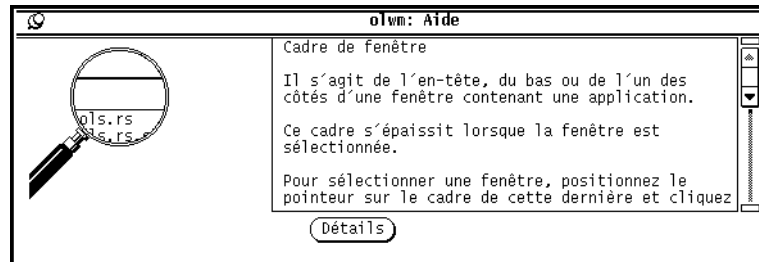 olwm: Aide
Cadre de fenêtre
Il s´agit de l´en-tête, du bas ou de l´un des
côtés d´une fenêtre contenant une application.
Ce cadre s´épaissit lorsque la fenêtre est
sélectionnée.
Pour sélectionner une fenêtre, positionnez le
pointeur sur le cadre de cette dernière et cliquez
ols.rs
ls.rs.
Détails